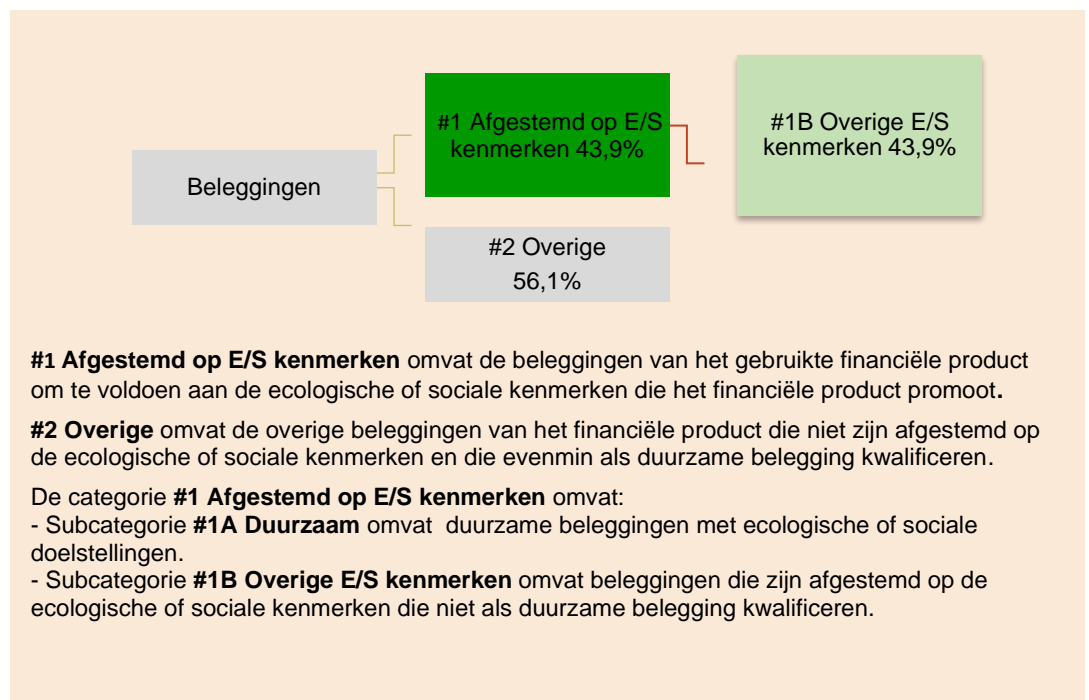 Beleggingen
#1 Afgestemd op E/S
kenmerken 43,9%
#1B Overige E/S
kenmerken 43,9%
#2 Overige
56,1%
#1 Afgestemd op E/S kenmerken omvat de beleggingen van het gebruikte financiële product
om te voldoen aan de ecologische of sociale kenmerken die het financiële product promoot.
#2 Overige omvat de overige beleggingen van het financiële product die niet zijn afgestemd op
de ecologische of sociale kenmerken en die evenmin als duurzame belegging kwalificeren.
De categorie #1 Afgestemd op E/S kenmerken omvat:
- Subcategorie #1A Duurzaam omvat duurzame beleggingen met ecologische of sociale
doelstellingen.
- Subcategorie #1B Overige E/S kenmerken omvat beleggingen die zijn afgestemd op de
ecologische of sociale kenmerken die niet als duurzame belegging kwalificeren.